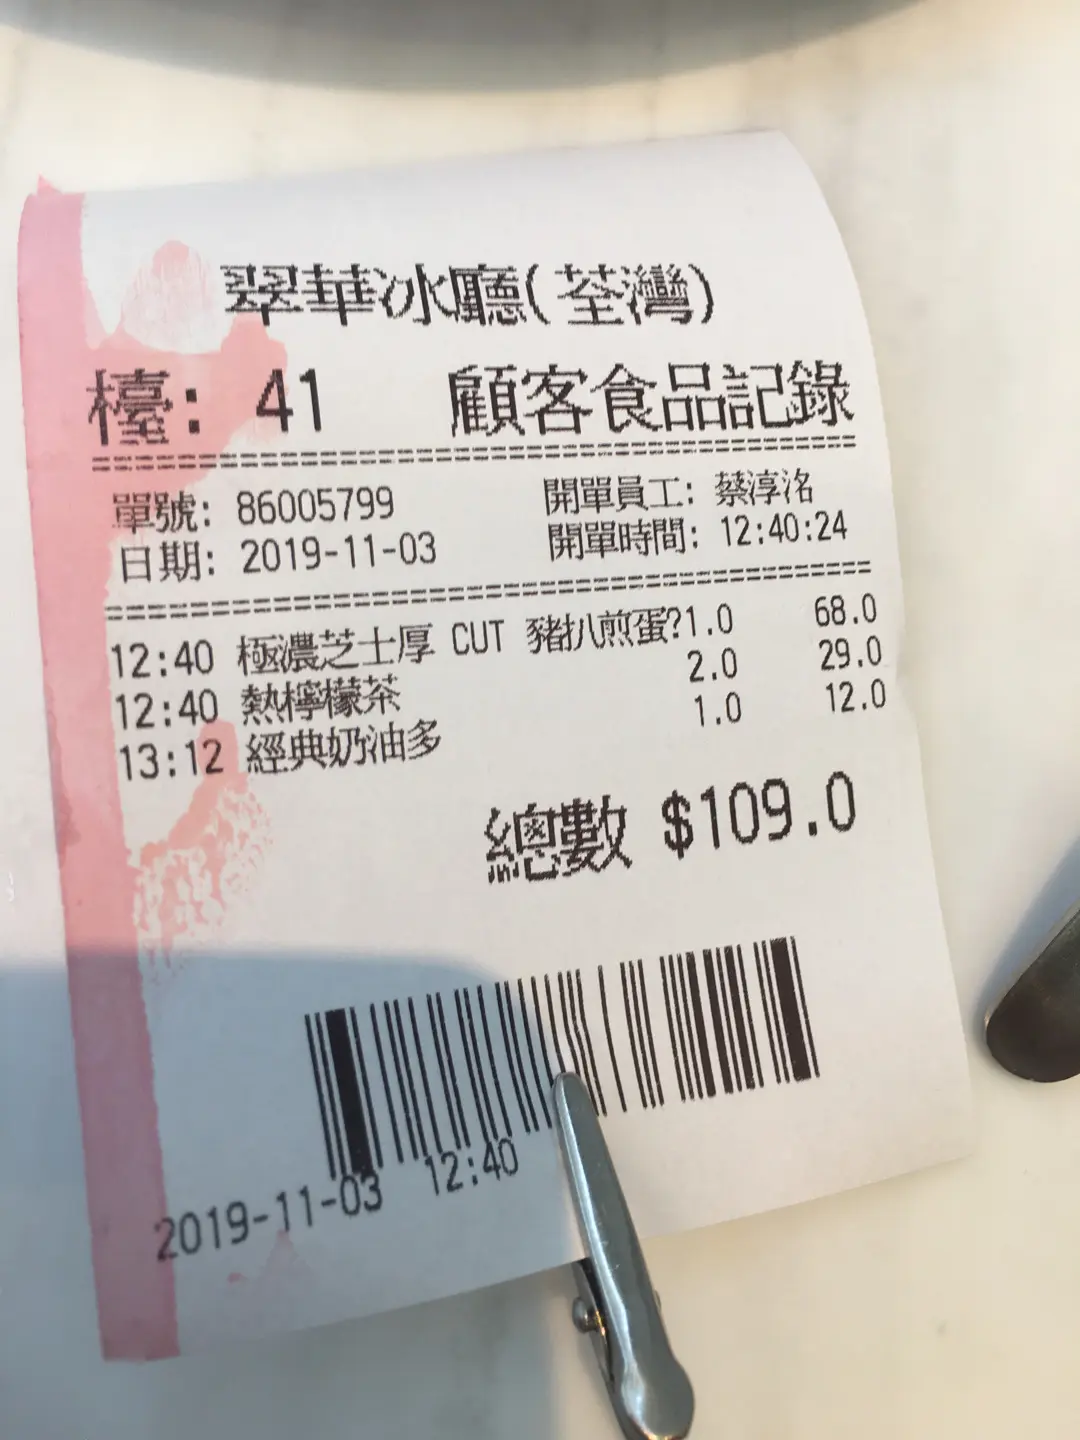 翠華冰廳(荃灣)
檯: 41 顧客食品記錄
單號: 86005799 開單員工: 蔡淳洺
日期: 2019-11-03 開單時間: 12:40:24
12:40 極濃芝士厚 CUT 豬扒煎蛋?1.0 68.0
12:40 熱檸檬茶 2.0 29.0
13:12 經典奶油多 1.0 12.0
總數 $109.0
2019-11-03 12:40